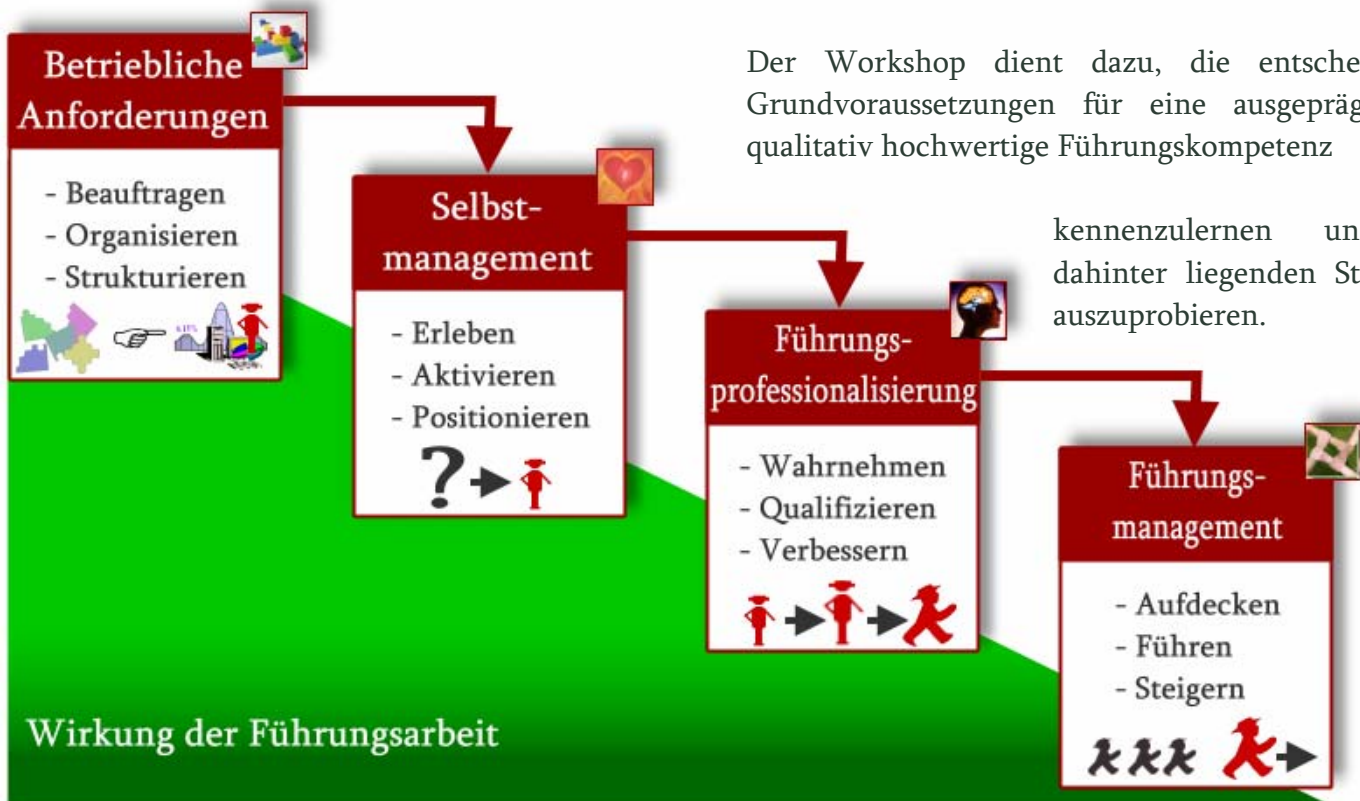 Betriebliche
Anforderungen
- Beauftragen
- Organisieren
- Strukturieren
Selbst-
management
- Erleben
- Aktivieren
- Positionieren
?
Führungs-
professionalisierung
- Wahrnehmen
- Qualifizieren
- Verbessern
Führungs-
management
- Aufdecken
- Führen
- Steigern
Wirkung der Führungsarbeit
Der Workshop dient dazu, die entsche
Grundvoraussetzungen für eine ausgepräg
qualitativ hochwertige Führungskompetenz
kennenzulernen un
dahinter liegenden St
auszuprobieren.